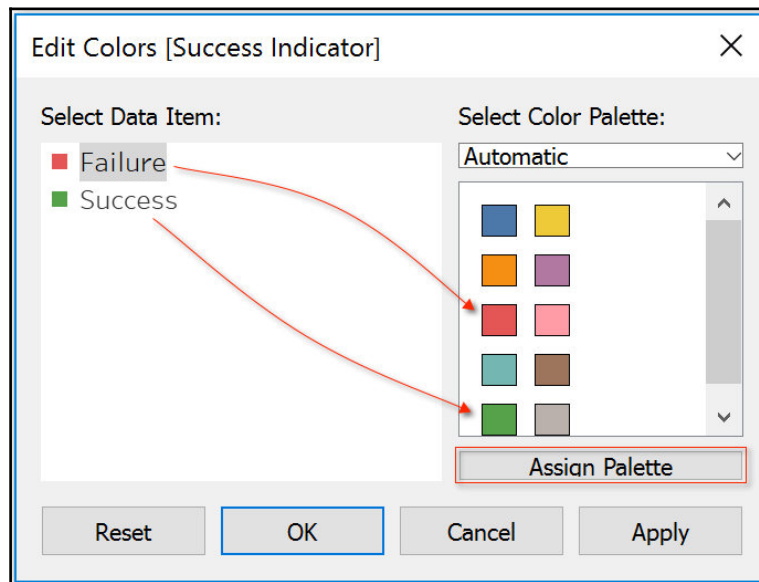 Edit Colors [Success Indicator]
Select Data Item:
Select Color Palette:
Failure
Success
Automatic
Assign Palette
Reset
OK
Cancel
Apply